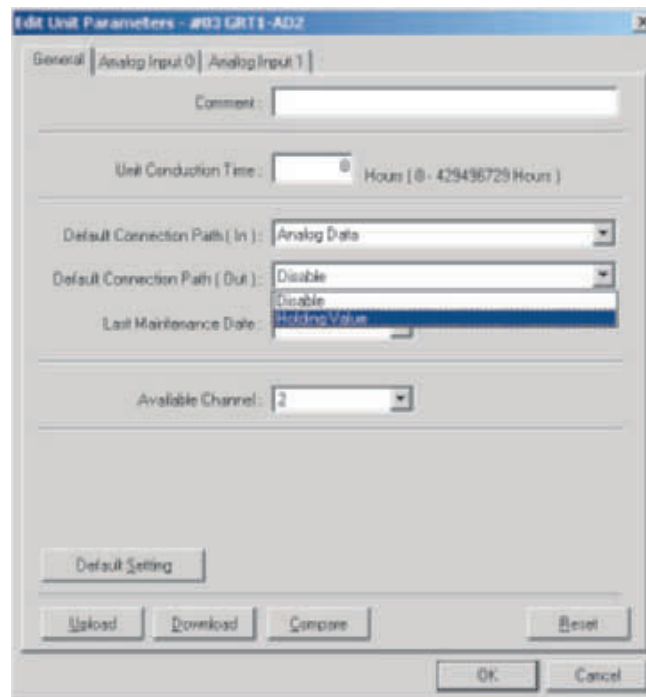 Edit Unit Parameters - #03 GRT1-AD2
General Analog Input 0 Analog Input 1
Comment :
Unit Conduction Time : 0 Hours ( 0 - 429496729 Hours )
Default Connection Path ( In ) : Analog Data
Default Connection Path ( Out ) : Disable
Disable
Holding Value
Last Maintenance Date :
Available Channel : 2
Default Setting
Upload Download Compare Reset
OK Cancel